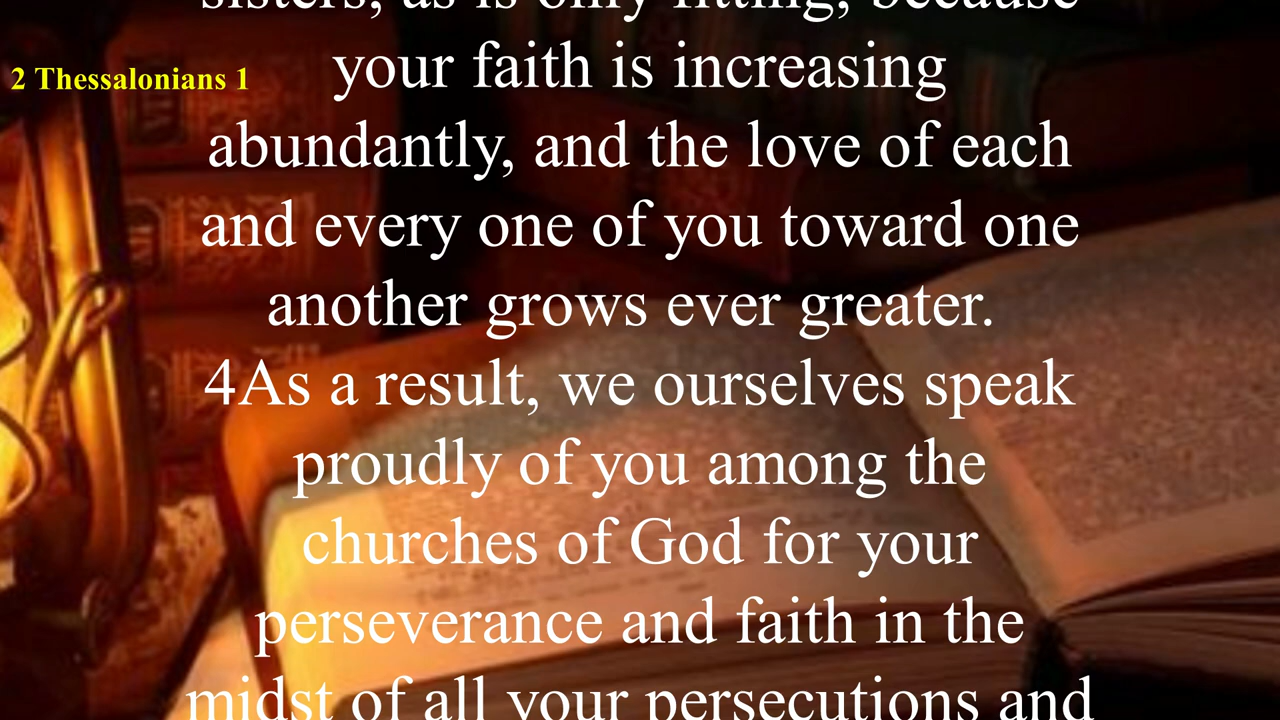 sisters, as is only fitting, because
2 Thessalonians 1
your faith is increasing
abundantly, and the love of each
and every one of you toward one
another grows ever greater.
4As a result, we ourselves speak
proudly of you among the
churches of God for your
perseverance and faith in the
midst of all your persecutions and